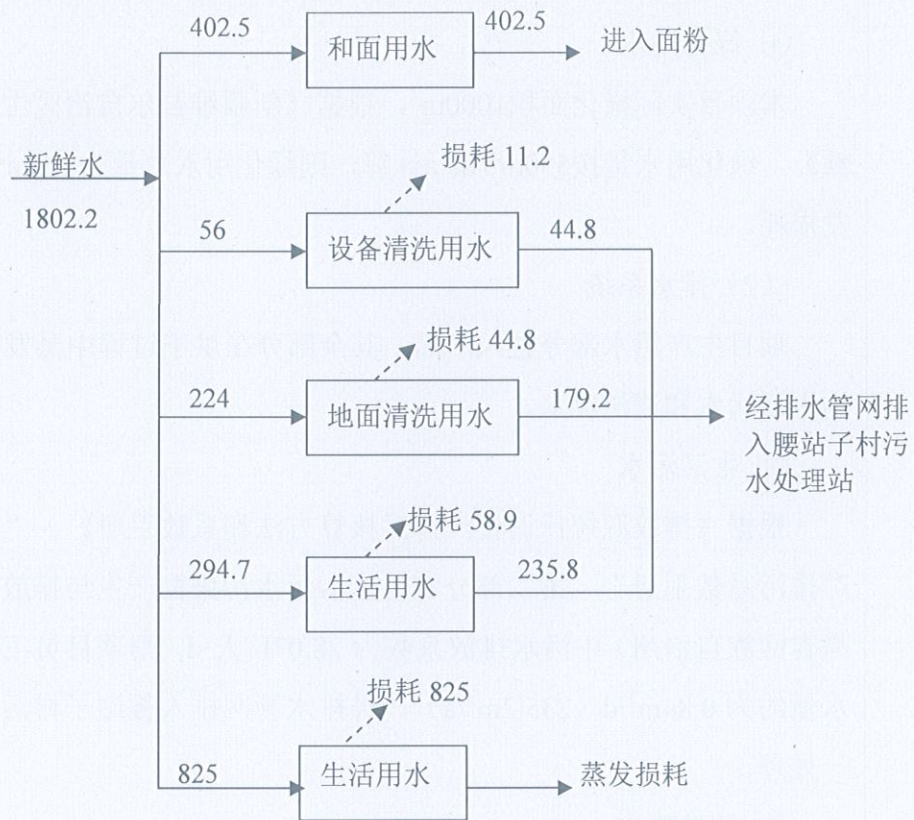 402.5
和面用水
402.5
进入面粉
新鲜水
1802.2
损耗 11.2
56
设备清洗用水
44.8
损耗 44.8
224
地面清洗用水
179.2
经排水管网排
入腰站子村污
水处理站
损耗 58.9
294.7
生活用水
235.8
损耗 825
825
生活用水
蒸发损耗